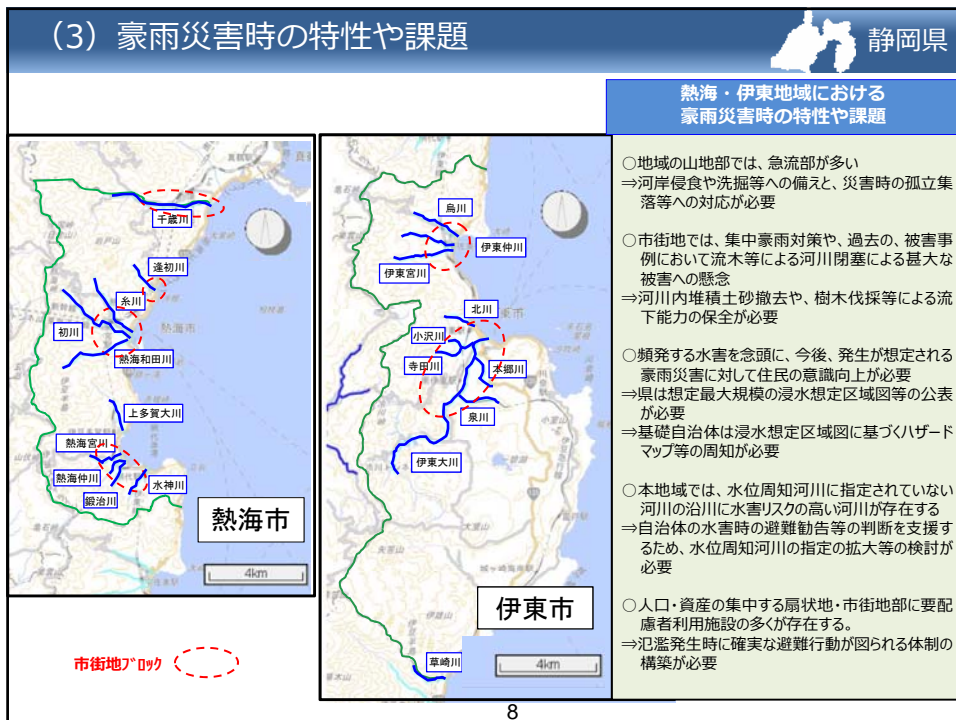 (3)豪雨災害時の特性や課題
静岡県
熱海・伊東地域における
豪雨災害時の特性や課題
千歳川
逢初川
糸川
初川
熱海市
熱海和田川
上多賀大川
熱海宮川
熱海仲川
水神川
鍛治川
熱海市
4km
市街地ブロック
烏川
伊東仲川
伊東宮川
北川
小沢川
寺田川
本郷川
泉川
伊東大川
伊東市
草崎川
4km
○地域の山地部では、急流部が多い
⇒河岸侵食や洗掘等への備えと、災害時の孤立集
落等への対応が必要
○市街地では、集中豪雨対策や、過去の、被害事
例において流木等による河川閉塞による甚大な
被害への懸念
⇒河川内堆積土砂撤去や、樹木伐採等による流
下能力の保全が必要
○頻発する水害を念頭に、今後、発生が想定される
豪雨災害に対して住民の意識向上が必要
⇒県は想定最大規模の浸水想定区域図等の公表
が必要
⇒基礎自治体は浸水想定区域図に基づくハザード
マップ等の周知が必要
○本地域では、水位周知河川に指定されていない
河川の沿川に水害リスクの高い河川が存在する
⇒自治体の水害時の避難勧告等の判断を支援す
るため、水位周知河川の指定の拡大等の検討が
必要
○人口・資産の集中する扇状地・市街地部に要配
慮者利用施設の多くが存在する。
⇒氾濫発生時に確実な避難行動が図られる体制の
構築が必要
8